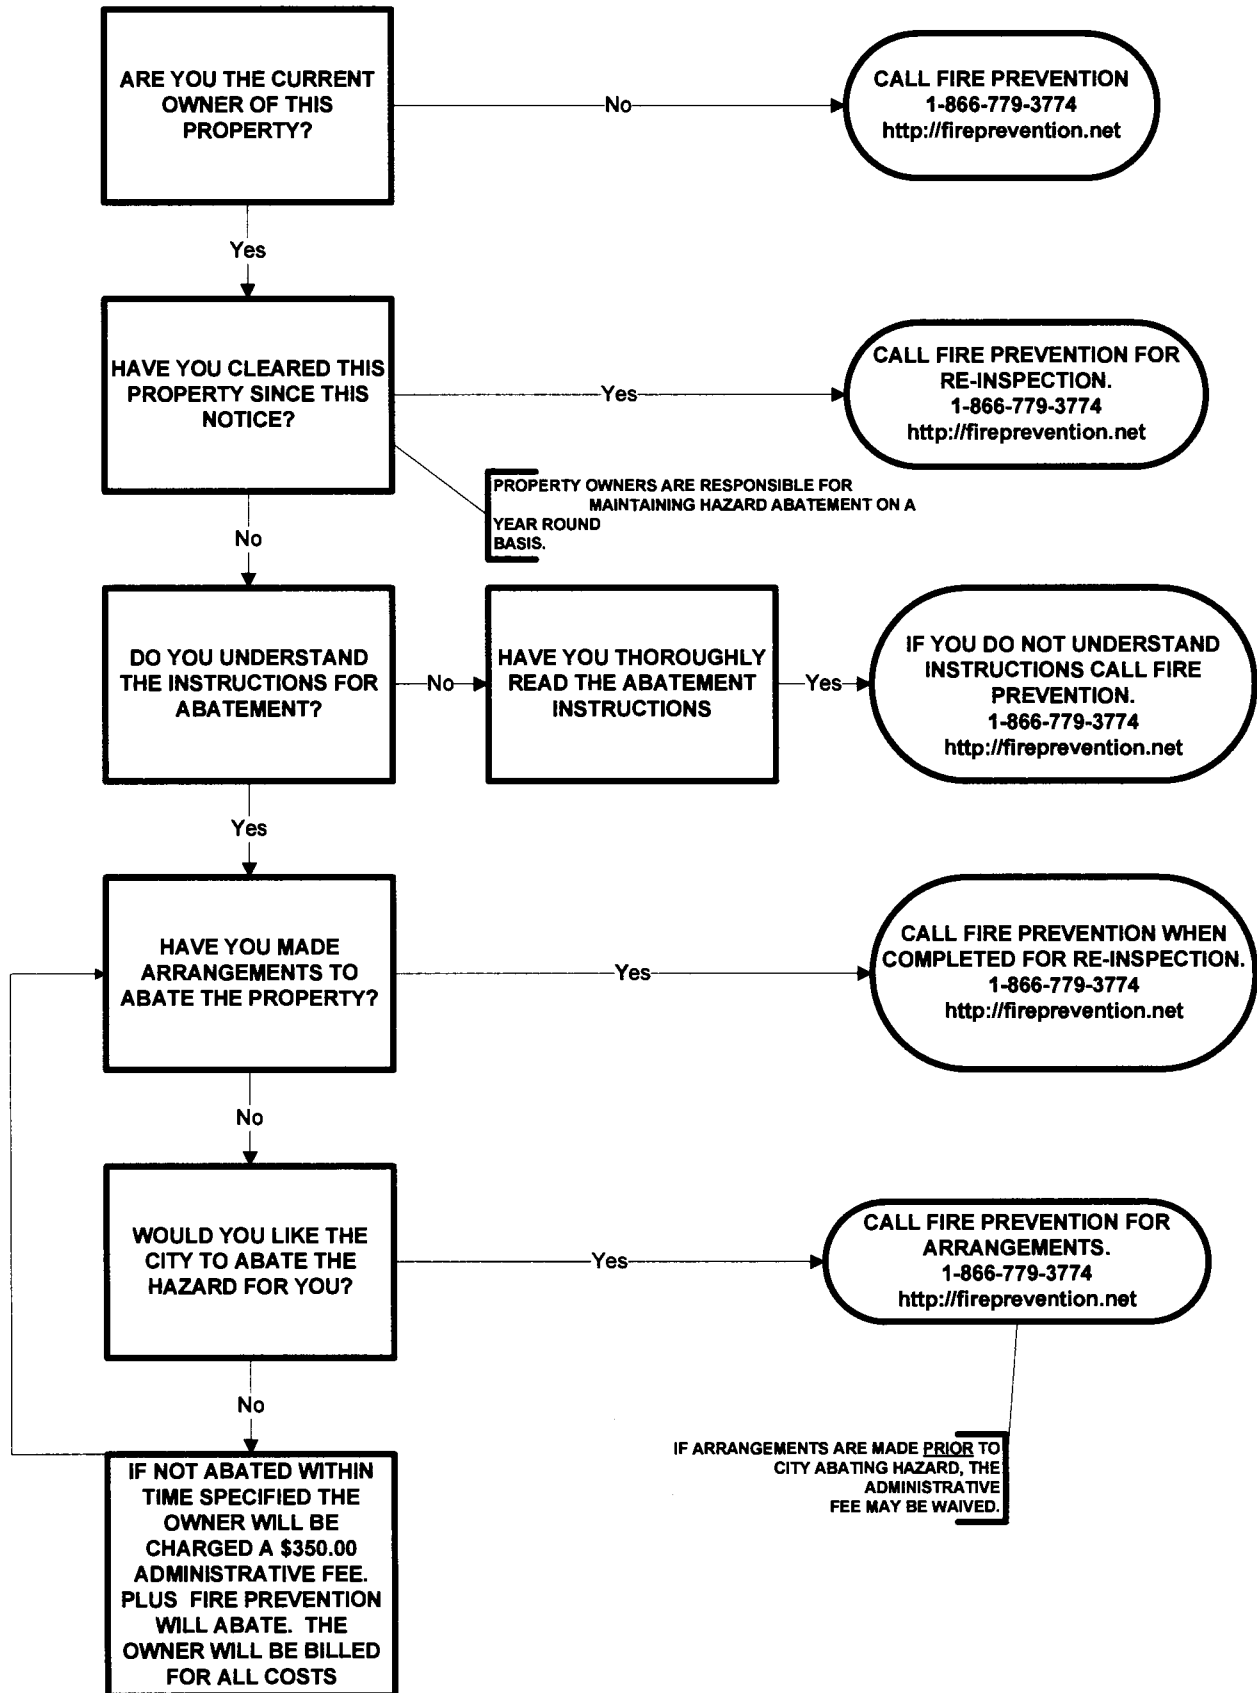 ARE YOU THE CURRENT
OWNER OF THIS
PROPERTY?
No
CALL FIRE PREVENTION
1-866-779-3774
http://fireprevention.net
Yes
HAVE YOU CLEARED THIS
PROPERTY SINCE THIS
NOTICE?
Yes
CALL FIRE PREVENTION FOR
RE-INSPECTION.
1-866-779-3774
http://fireprevention.net
PROPERTY OWNERS ARE RESPONSIBLE FOR
MAINTAINING HAZARD ABATEMENT ON A
YEAR ROUND
BASIS.
No
DO YOU UNDERSTAND
THE INSTRUCTIONS FOR
ABATEMENT?
No
HAVE YOU THOROUGHLY
READ THE ABATEMENT
INSTRUCTIONS
Yes
IF YOU DO NOT UNDERSTAND
INSTRUCTIONS CALL FIRE
PREVENTION.
1-866-779-3774
http://fireprevention.net
Yes
HAVE YOU MADE
ARRANGEMENTS TO
ABATE THE PROPERTY?
Yes
CALL FIRE PREVENTION WHEN
COMPLETED FOR RE-INSPECTION.
1-866-779-3774
http://fireprevention.net
No
WOULD YOU LIKE THE
CITY TO ABATE THE
HAZARD FOR YOU?
Yes
CALL FIRE PREVENTION FOR
ARRANGEMENTS.
1-866-779-3774
http://fireprevention.net
No
IF ARRANGEMENTS ARE MADE PRIOR TO
CITY ABATING HAZARD, THE
ADMINISTRATIVE
FEE MAY BE WAIVED.
IF NOT ABATED WITHIN
TIME SPECIFIED THE
OWNER WILL BE
CHARGED A $350.00
ADMINISTRATIVE FEE.
PLUS FIRE PREVENTION
WILL ABATE. THE
OWNER WILL BE BILLED
FOR ALL COSTS